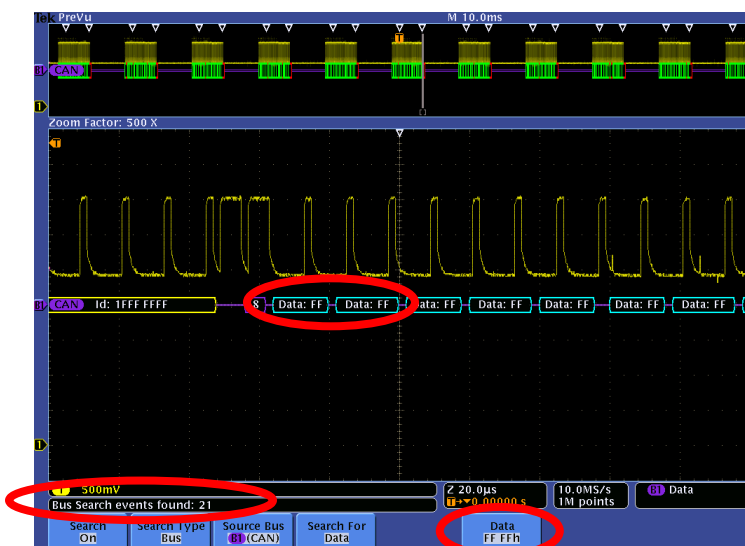 Tek PreVu M 10.0ms
T
B1 CAN
1
Zoom Factor: 500 X
T
B1 CAN Id: 1FFF FFFF 8 Data: FF Data: FF Data: FF Data: FF Data: FF Data: FF Data: FF
1
1 500mV Z 20.0µs 10.0MS/s B1 Data
T→▼0.00000 s 1M points
Bus Search events found: 21
Search Search Type Source Bus Search For Data
On Bus B1 (CAN) Data FF FFh